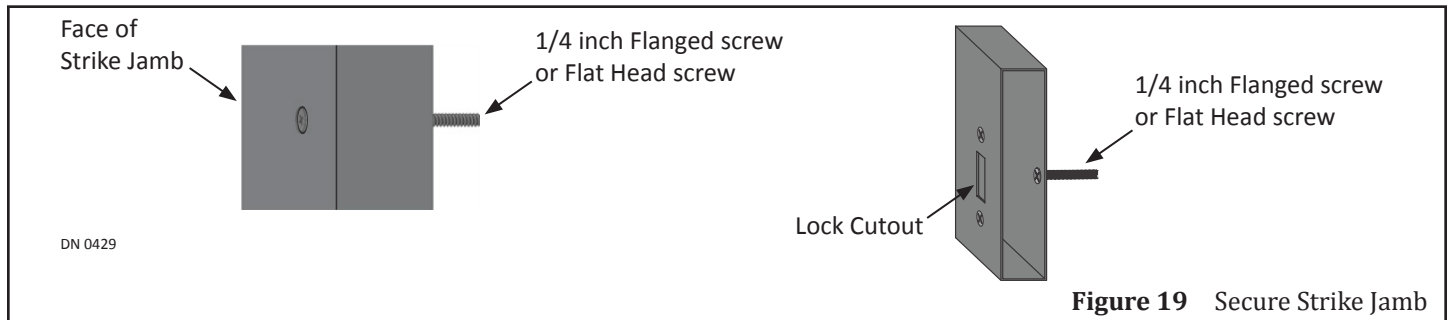 Face of
Strike Jamb
1/4 inch Flanged screw
or Flat Head screw
1/4 inch Flanged screw
or Flat Head screw
Lock Cutout
DN 0429
Figure 19 Secure Strike Jamb